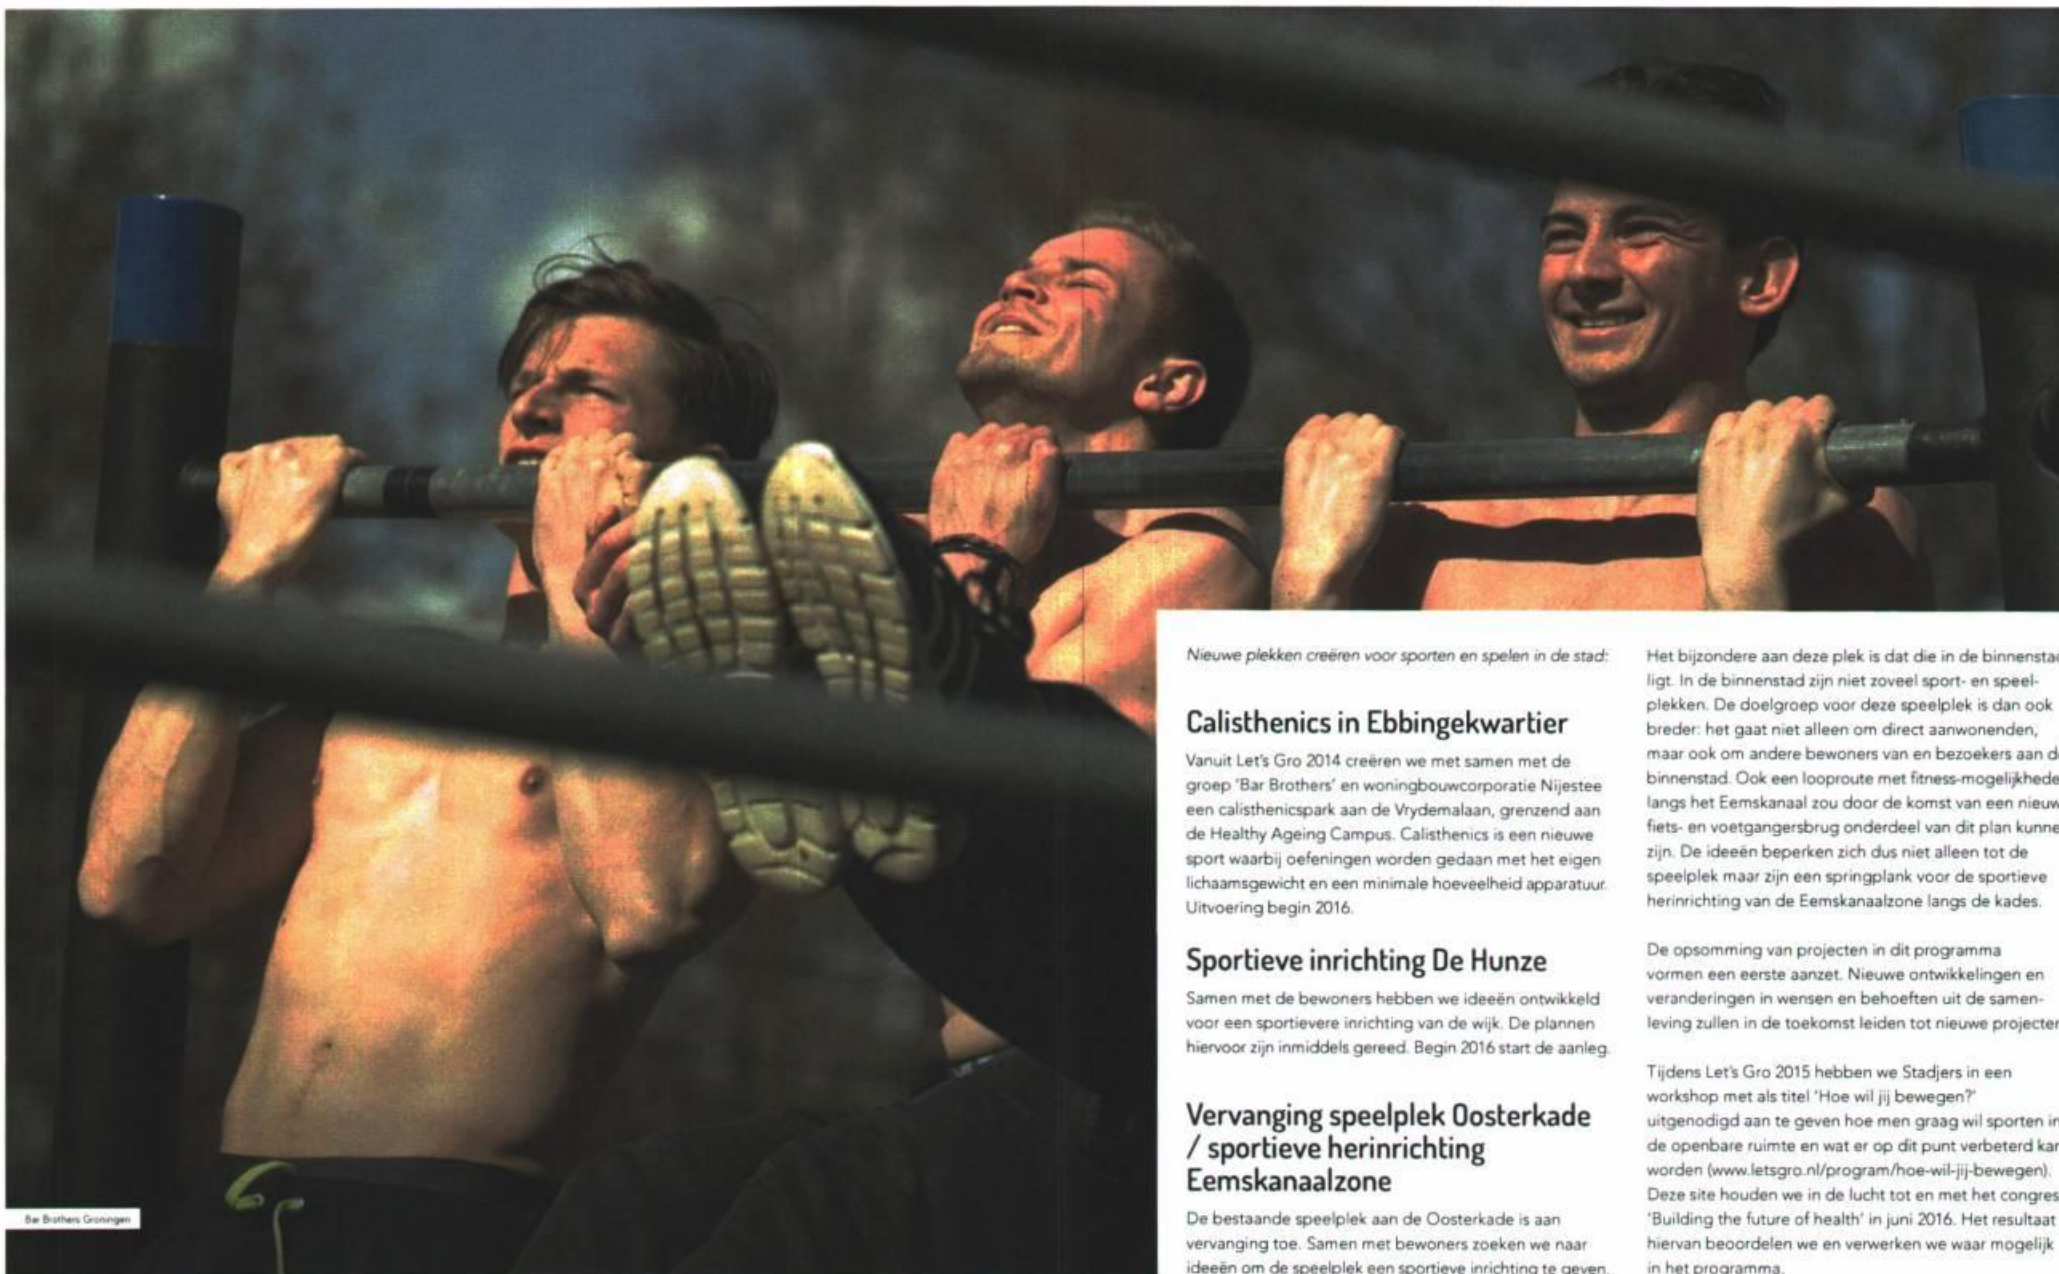 Nieuwe plekken creëren voor sporten en spelen in de stad:
Calisthenics in Ebbingekwartier
Vanuit Let's Gro 2014 creëren we met samen met de
groep 'Bar Brothers' en woningbouwcorporatie Nijestee
een calisthenicspark aan de Vrydemalaan, grenzend aan
de Healthy Ageing Campus. Calisthenics is een nieuwe
sport waarbij oefeningen worden gedaan met het eigen
lichaamsgewicht en een minimale hoeveelheid apparatuur.
Uitvoering begin 2016.
Sportieve inrichting De Hunze
Samen met de bewoners hebben we ideeën ontwikkeld
voor een sportievere inrichting van de wijk. De plannen
hiervoor zijn inmiddels gereed. Begin 2016 start de aanleg.
Vervanging speelplek Oosterkade
/ sportieve herinrichting
Eemskanaalzone
De bestaande speelplek aan de Oosterkade is aan
vervanging toe. Samen met bewoners zoeken we naar
ideeën om de speelplek een sportieve inrichting te geven.
Het bijzondere aan deze plek is dat die in de binnenstad
ligt. In de binnenstad zijn niet zoveel sport- en speel-
plekken. De doelgroep voor deze speelplek is dan ook
breder: het gaat niet alleen om direct aanwonenden,
maar ook om andere bewoners van en bezoekers aan de
binnenstad. Ook een looproute met fitness-mogelijkhede
langs het Eemskanaal zou door de komst van een nieuw
fiets- en voetgangersbrug onderdeel van dit plan kunne
zijn. De ideeën beperken zich dus niet alleen tot de
speelplek maar zijn een springplank voor de sportieve
herinrichting van de Eemskanaalzone langs de kades.
De opsomming van projecten in dit programma
vormen een eerste aanzet. Nieuwe ontwikkelingen en
veranderingen in wensen en behoeften uit de samen-
leving zullen in de toekomst leiden tot nieuwe projecten
Tijdens Let's Gro 2015 hebben we Stadjers in een
workshop met als titel 'Hoe wil jij bewegen?'
uitgenodigd aan te geven hoe men graag wil sporten in
de openbare ruimte en wat er op dit punt verbeterd kan
worden (www.letsgro.nl/program/hoe-wil-jij-bewegen).
Deze site houden we in de lucht tot en met het congres
'Building the future of health' in juni 2016. Het resultaat
hiervan beoordelen we en verwerken we waar mogelijk
in het programma.
Bar Brothers Groningen